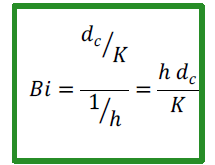 Bi = (d_c/K) / (1/h) = (h d_c) / K